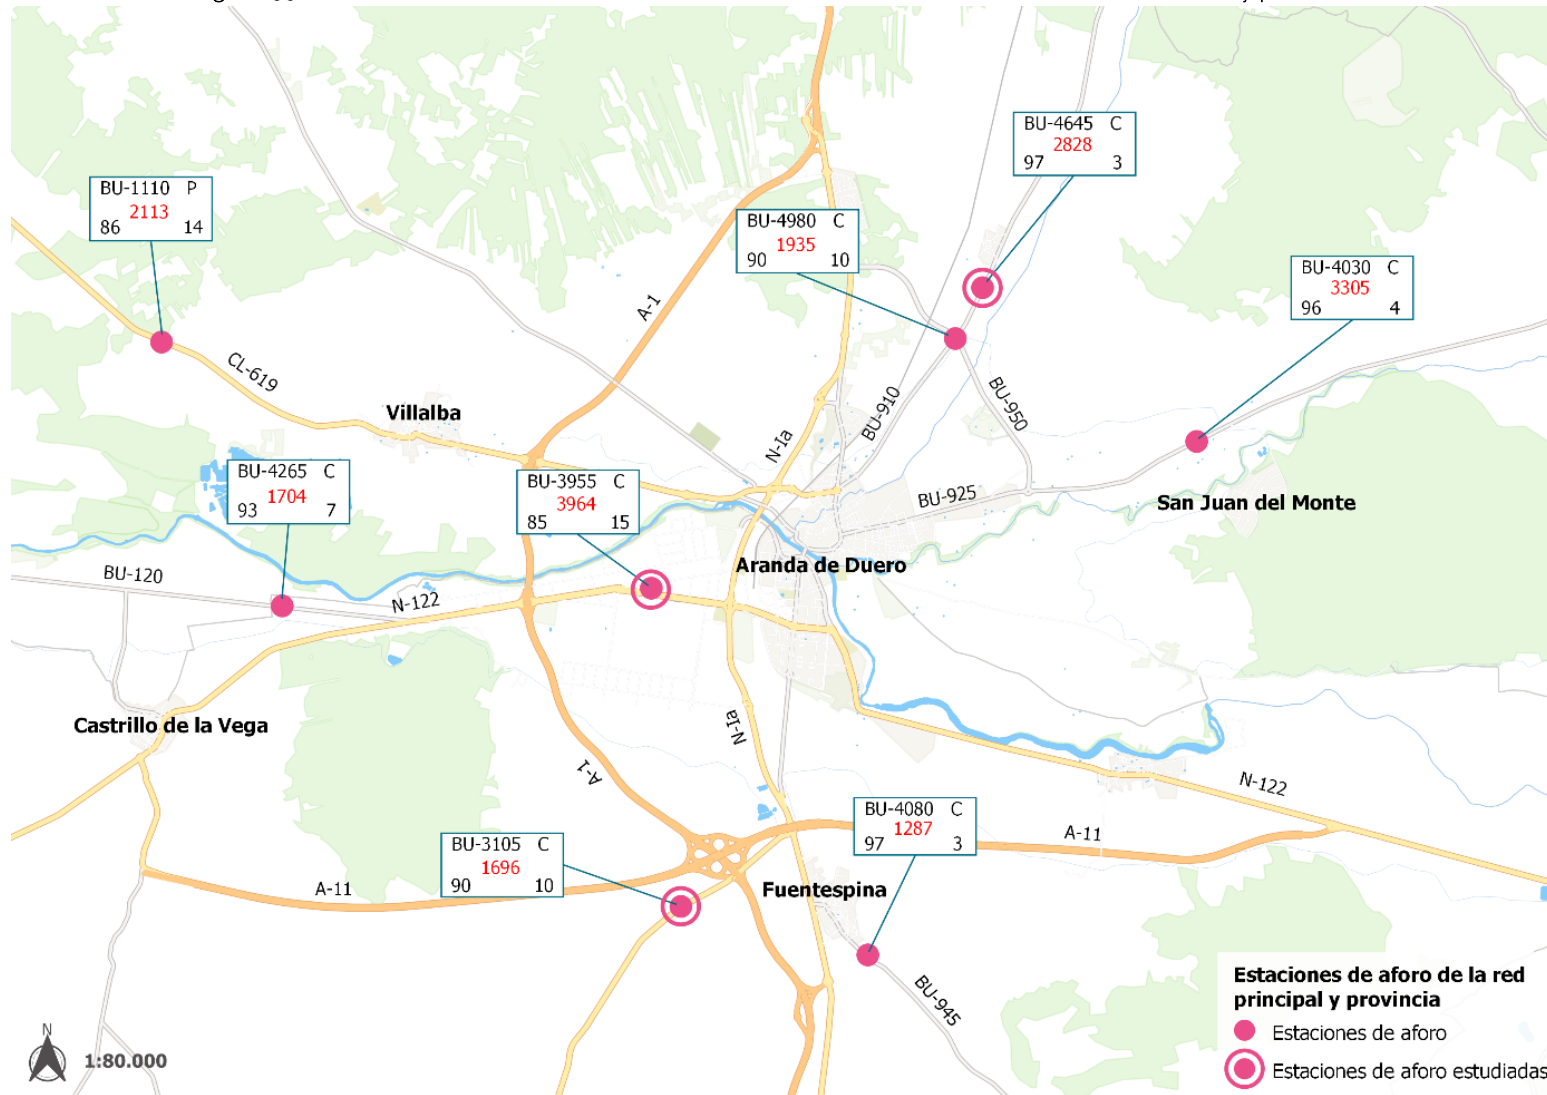 BU-4645 C
2828
97 3
BU-1110 P
2113
86 14
BU-4980 C
1935
90 10
BU-4030 C
3305
96 4
A-1
CL-619
BU-910
BU-950
Villalba
N-Ia
BU-4265 C
1704
93 7
BU-3955 C
3964
85 15
BU-925
San Juan del Monte
Aranda de Duero
BU-120
N-122
Castrillo de la Vega
N-Ia
A-1
N-122
BU-4080 C
1287
97 3
A-11
BU-3105 C
1696
90 10
A-11
Fuentespina
BU-945
Estaciones de aforo de la red
principal y provincia
Estaciones de aforo
Estaciones de aforo estudiadas
N
1:80.000